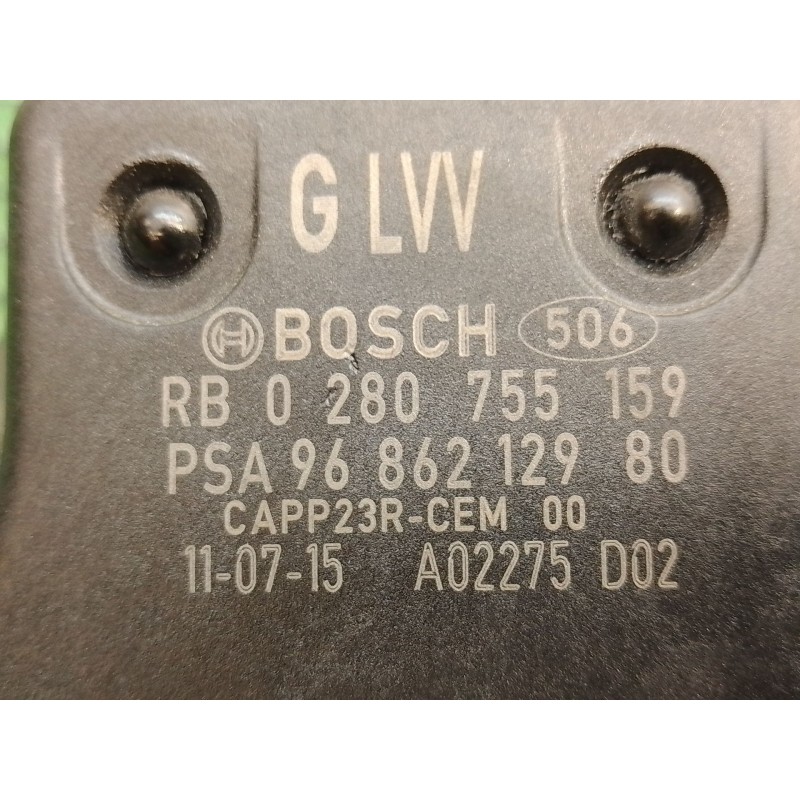 G LVV
BOSCH 506
RB 0 280 755 159
PSA 96 862 129 80
CAPP23R-CEM 00
11-07-15 A02275 D02